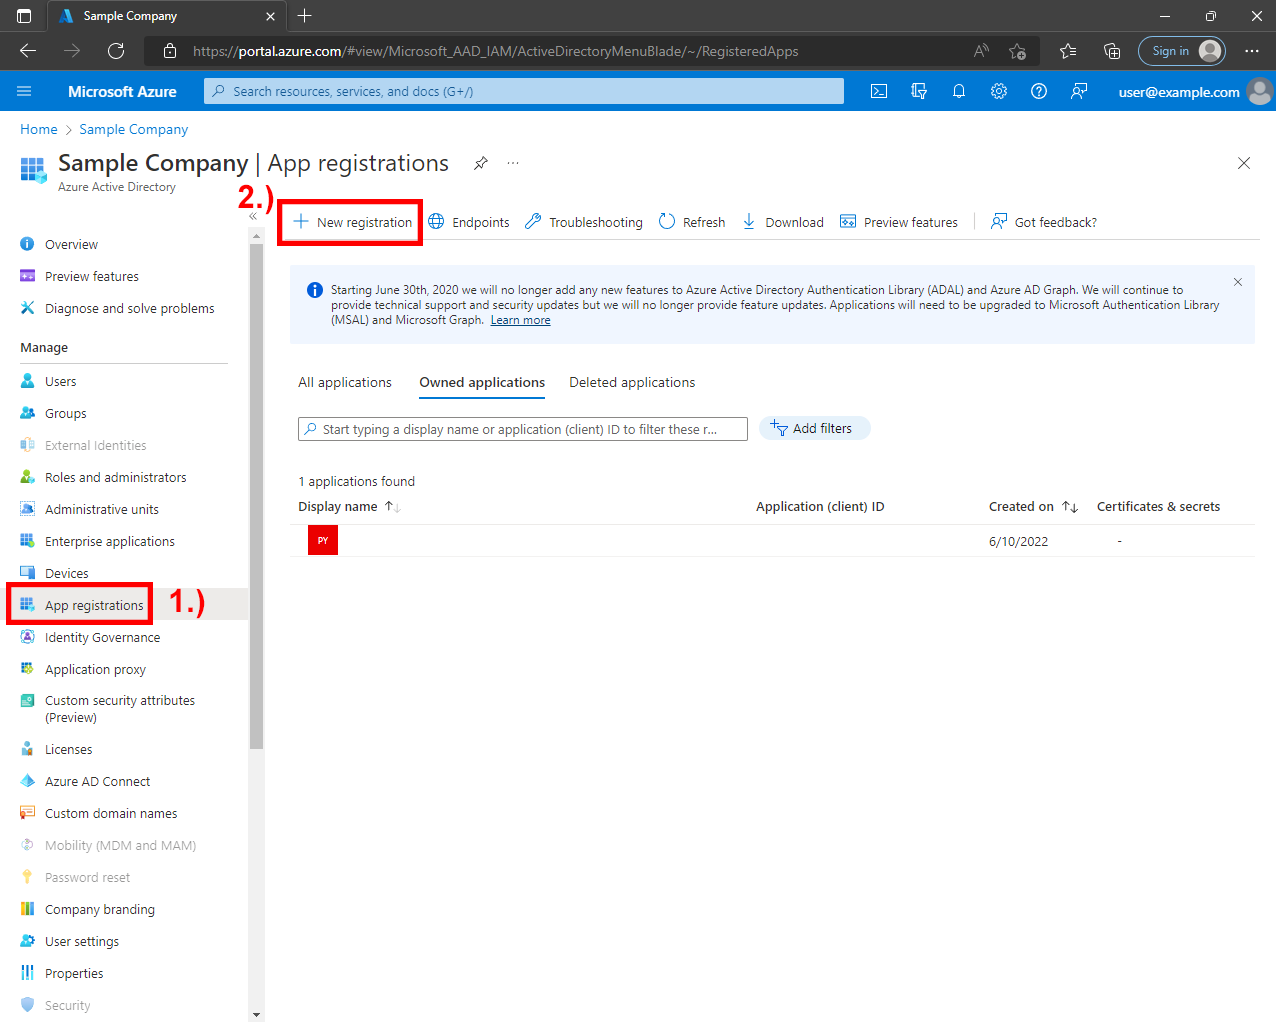 Sample Company
https://portal.azure.com/#view/Microsoft_AAD_IAM/ActiveDirectoryMenuBlade/~/RegisteredApps
Sign in
Microsoft Azure
Search resources, services, and docs (G+/)
user@example.com
Home > Sample Company
Sample Company | App registrations
Azure Active Directory
2.)
New registration
Endpoints
Troubleshooting
Refresh
Download
Preview features
Got feedback?
Overview
Preview features
Diagnose and solve problems
Manage
Users
Groups
External Identities
Roles and administrators
Administrative units
Enterprise applications
Devices
App registrations
1.)
Identity Governance
Application proxy
Custom security attributes
(Preview)
Licenses
Azure AD Connect
Custom domain names
Mobility (MDM and MAM)
Password reset
Company branding
User settings
Properties
Security
Starting June 30th, 2020 we will no longer add any new features to Azure Active Directory Authentication Library (ADAL) and Azure AD Graph. We will continue to
provide technical support and security updates but we will no longer provide feature updates. Applications will need to be upgraded to Microsoft Authentication Library
(MSAL) and Microsoft Graph. Learn more
All applications
Owned applications
Deleted applications
Start typing a display name or application (client) ID to filter these r...
Add filters
1 applications found
Display name
Application (client) ID
Created on
Certificates & secrets
PY
6/10/2022
-